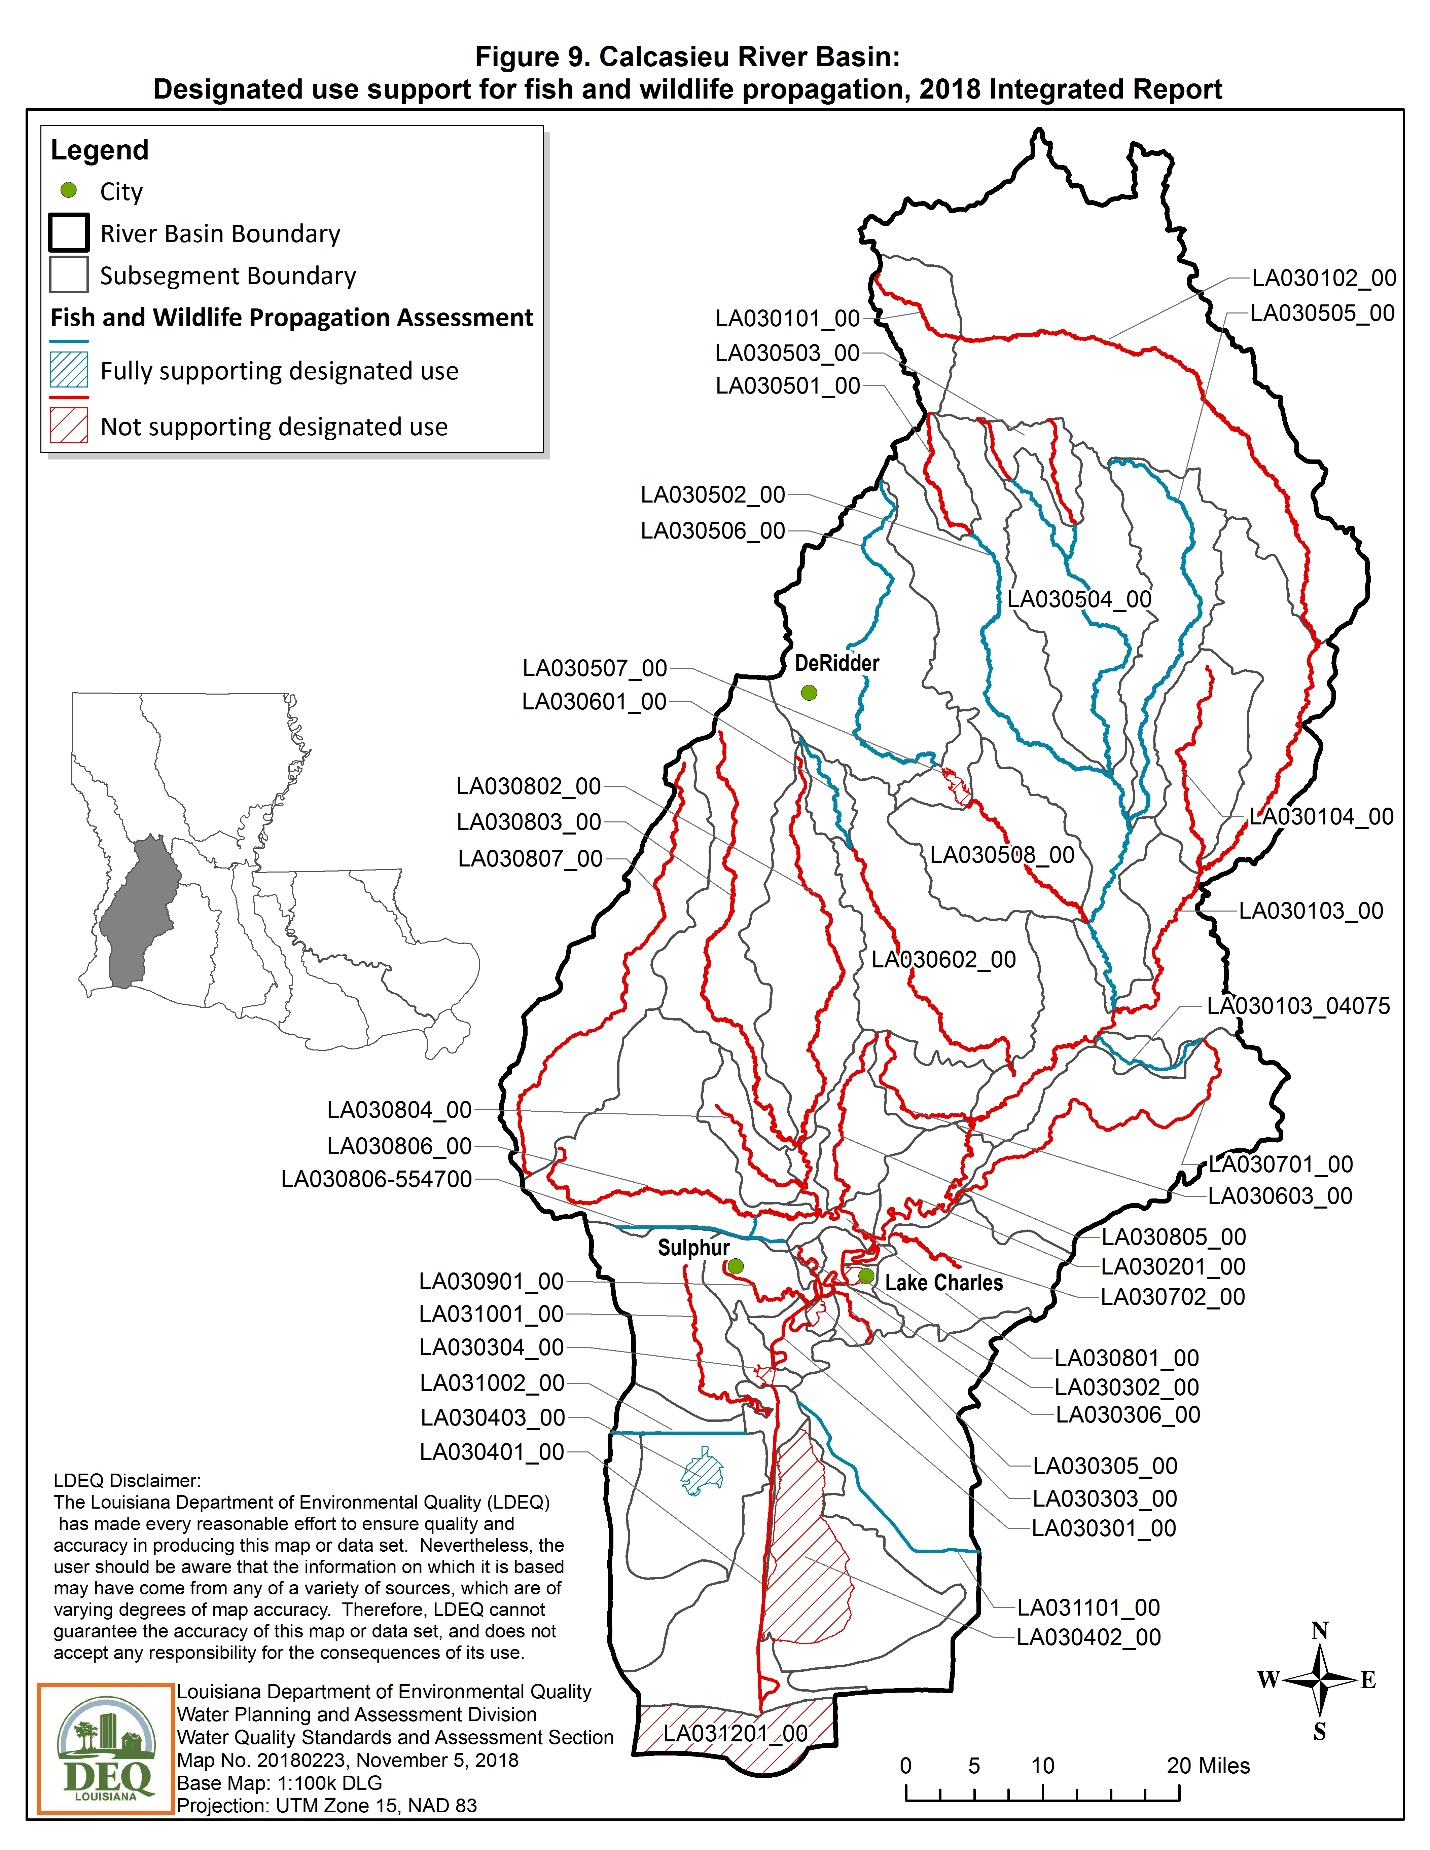 Figure 9. Calcasieu River Basin:
Designated use support for fish and wildlife propagation, 2018 Integrated Report
Legend
City
River Basin Boundary
Subsegment Boundary
Fish and Wildlife Propagation Assessment
Fully supporting designated use
Not supporting designated use
LA030102_00
LA030505_00
LA030101_00
LA030503_00
LA030501_00
LA030502_00
LA030506_00
LA030504_00
DeRidder
LA030507_00
LA030601_00
LA030802_00
LA030803_00
LA030807_00
LA030104_00
LA030508_00
LA030103_00
LA030602_00
LA030103_04075
LA030804_00
LA030806_00
LA030806-554700
LA030701_00
LA030603_00
LA030805_00
LA030201_00
LA030702_00
Sulphur
Lake Charles
LA030901_00
LA031001_00
LA030304_00
LA031002_00
LA030403_00
LA030401_00
LA030801_00
LA030302_00
LA030306_00
LA030305_00
LA030303_00
LA030301_00
LA031101_00
LA030402_00
LA031201_00
LDEQ Disclaimer:
The Louisiana Department of Environmental Quality (LDEQ)
has made every reasonable effort to ensure quality and
accuracy in producing this map or data set. Nevertheless, the
user should be aware that the information on which it is based
may have come from any of a variety of sources, which are of
varying degrees of map accuracy. Therefore, LDEQ cannot
guarantee the accuracy of this map or data set, and does not
accept any responsibility for the consequences of its use.
DEQ
LOUISIANA
Louisiana Department of Environmental Quality
Water Planning and Assessment Division
Water Quality Standards and Assessment Section
Map No. 20180223, November 5, 2018
Base Map: 1:100k DLG
Projection: UTM Zone 15, NAD 83
N
W E
S
0 5 10 20 Miles